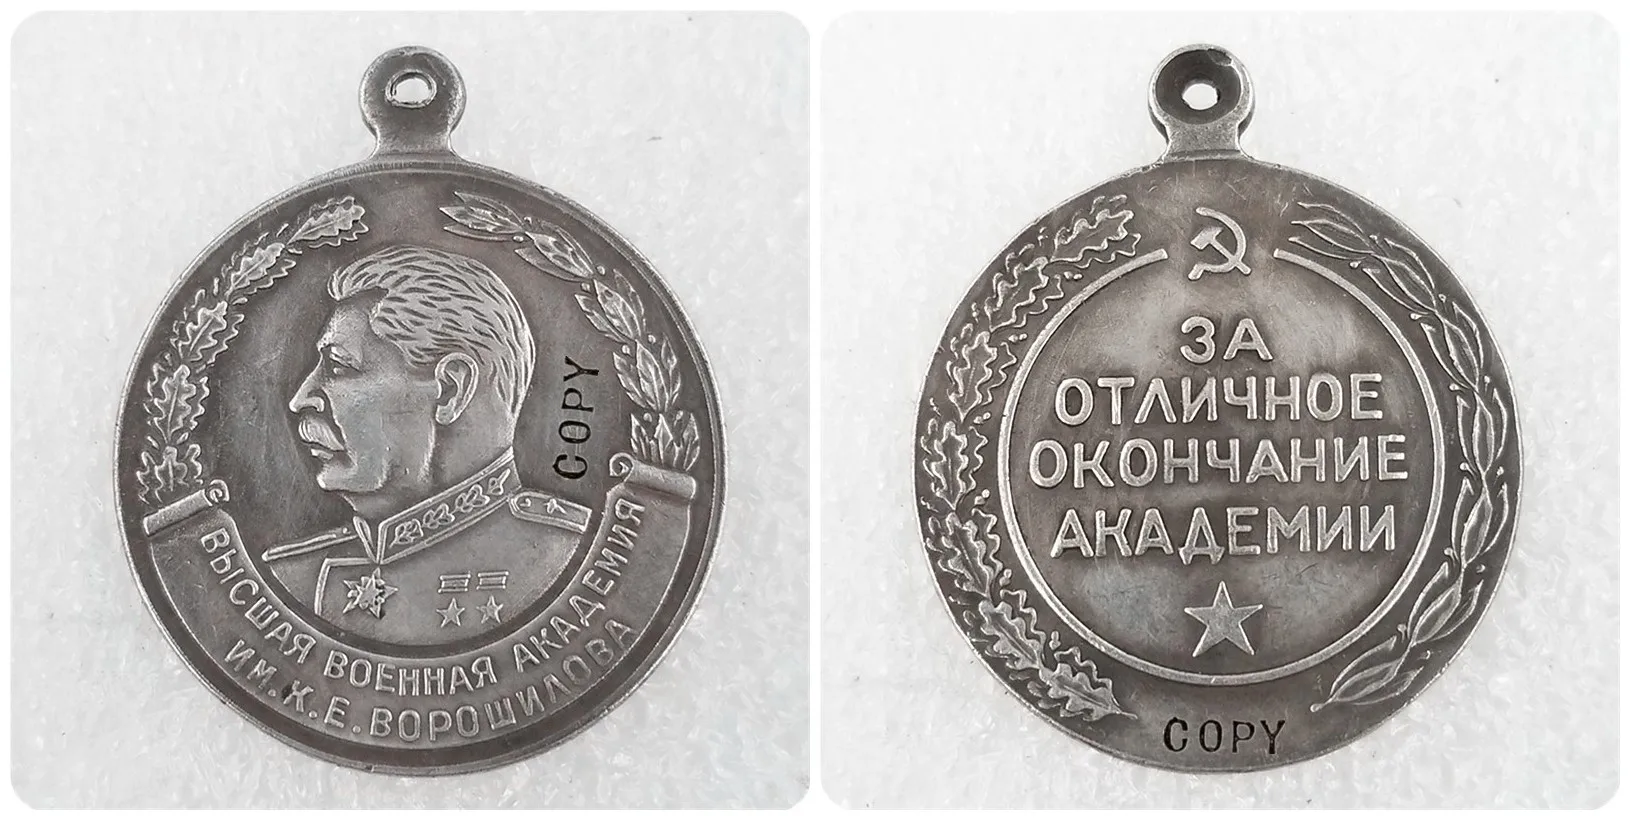 COPY
ВЫСШАЯ ВОЕННАЯ АКАДЕМИЯ
ИМ. К. Е. ВОРОШИЛОВА
ЗА
ОТЛИЧНОЕ
ОКОНЧАНИЕ
АКАДЕМИИ
COPY